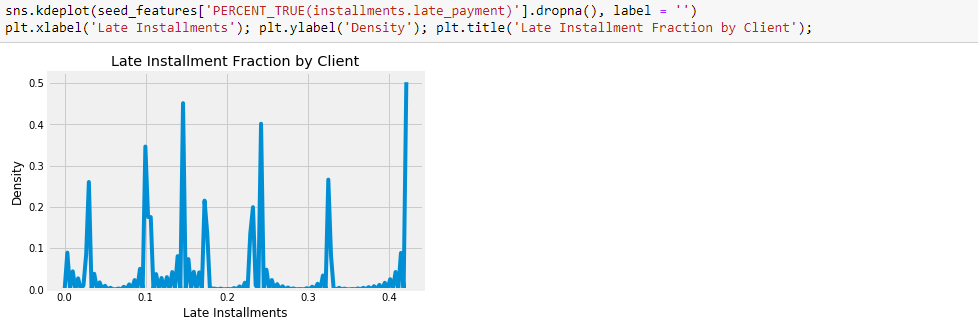 sns.kdeplot(seed_features['PERCENT_TRUE(installments.late_payment)'].dropna(), label = '')
plt.xlabel('Late Installments'); plt.ylabel('Density'); plt.title('Late Installment Fraction by Client');
Late Installment Fraction by Client
0.5
0.4
0.3
0.2
0.1
0.0
Density
0.0 0.1 0.2 0.3 0.4
Late Installments